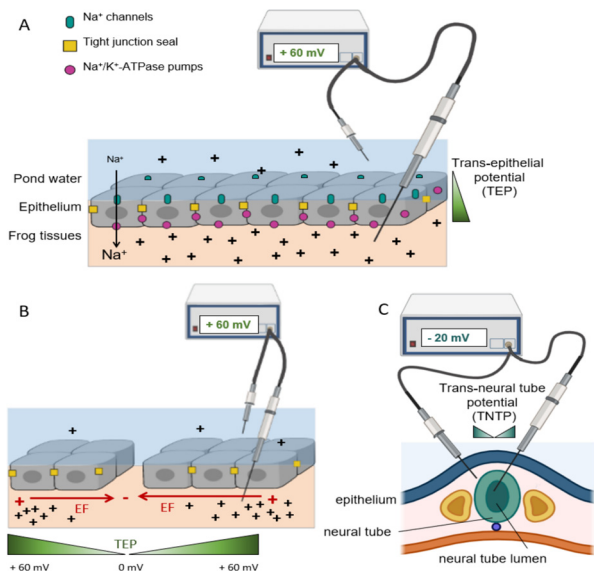 A
Na⁺ channels
Tight junction seal
Na⁺/K⁺-ATPase pumps
+ 60 mV
Na⁺
Pond water
Epithelium
Frog tissues
Na⁺
Trans-epithelial
potential
(TEP)
B
+ 60 mV
+
EF
-
EF
+
TEP
+ 60 mV
0 mV
+ 60 mV
C
- 20 mV
Trans-neural tube
potential
(TNTP)
epithelium
neural tube
neural tube lumen